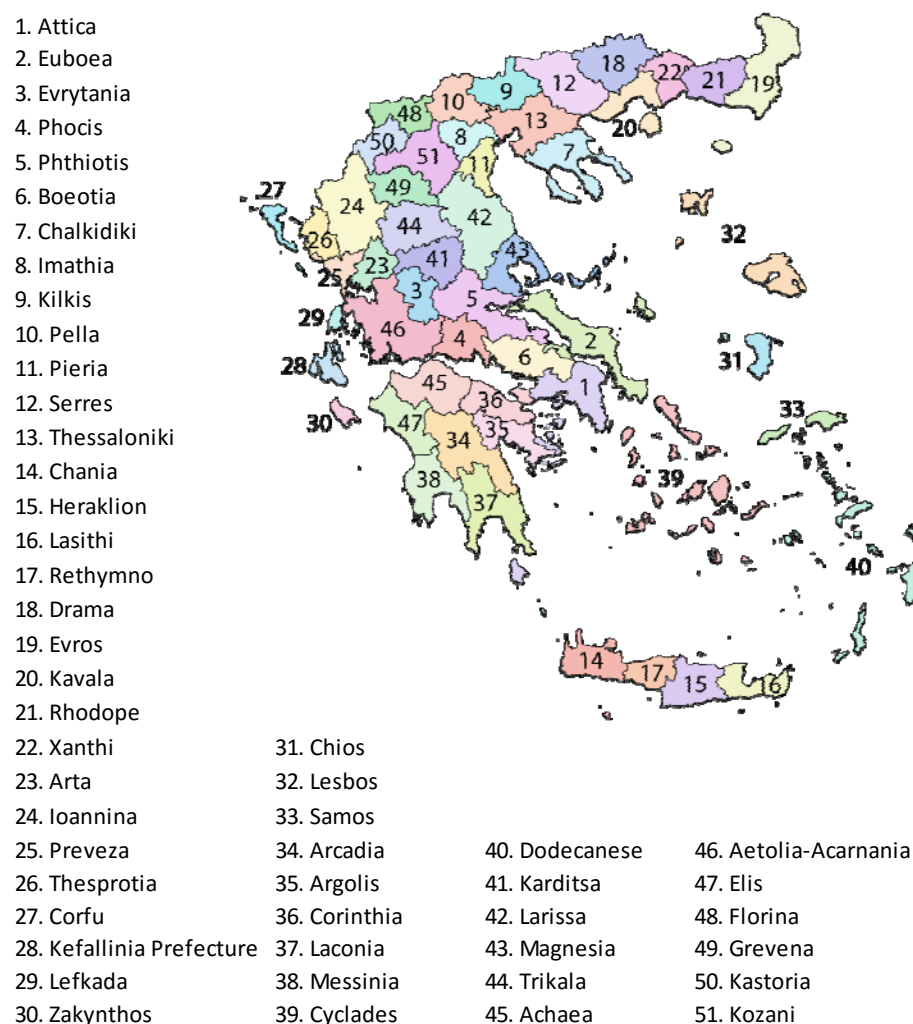 1. Attica
2. Euboea
3. Evrytania
4. Phocis
5. Phthiotis
6. Boeotia
7. Chalkidiki
8. Imathia
9. Kilkis
10. Pella
11. Pieria
12. Serres
13. Thessaloniki
14. Chania
15. Heraklion
16. Lasithi
17. Rethymno
18. Drama
19. Evros
20. Kavala
21. Rhodope
22. Xanthi
23. Arta
24. Ioannina
25. Preveza
26. Thesprotia
27. Corfu
28. Kefallinia Prefecture
29. Lefkada
30. Zakynthos
31. Chios
32. Lesbos
33. Samos
34. Arcadia
35. Argolis
36. Corinthia
37. Laconia
38. Messinia
39. Cyclades
40. Dodecanese
41. Karditsa
42. Larissa
43. Magnesia
44. Trikala
45. Achaea
46. Aetolia-Acarnania
47. Elis
48. Florina
49. Grevena
50. Kastoria
51. Kozani
18
22
21
19
12
9
10
48
13
20
50
8
51
11
7
49
27
24
42
44
26
32
43
41
23
25
3
5
29
46
4
2
28
6
31
45
1
36
30
47
35
33
34
38
39
37
40
14
17
15
16